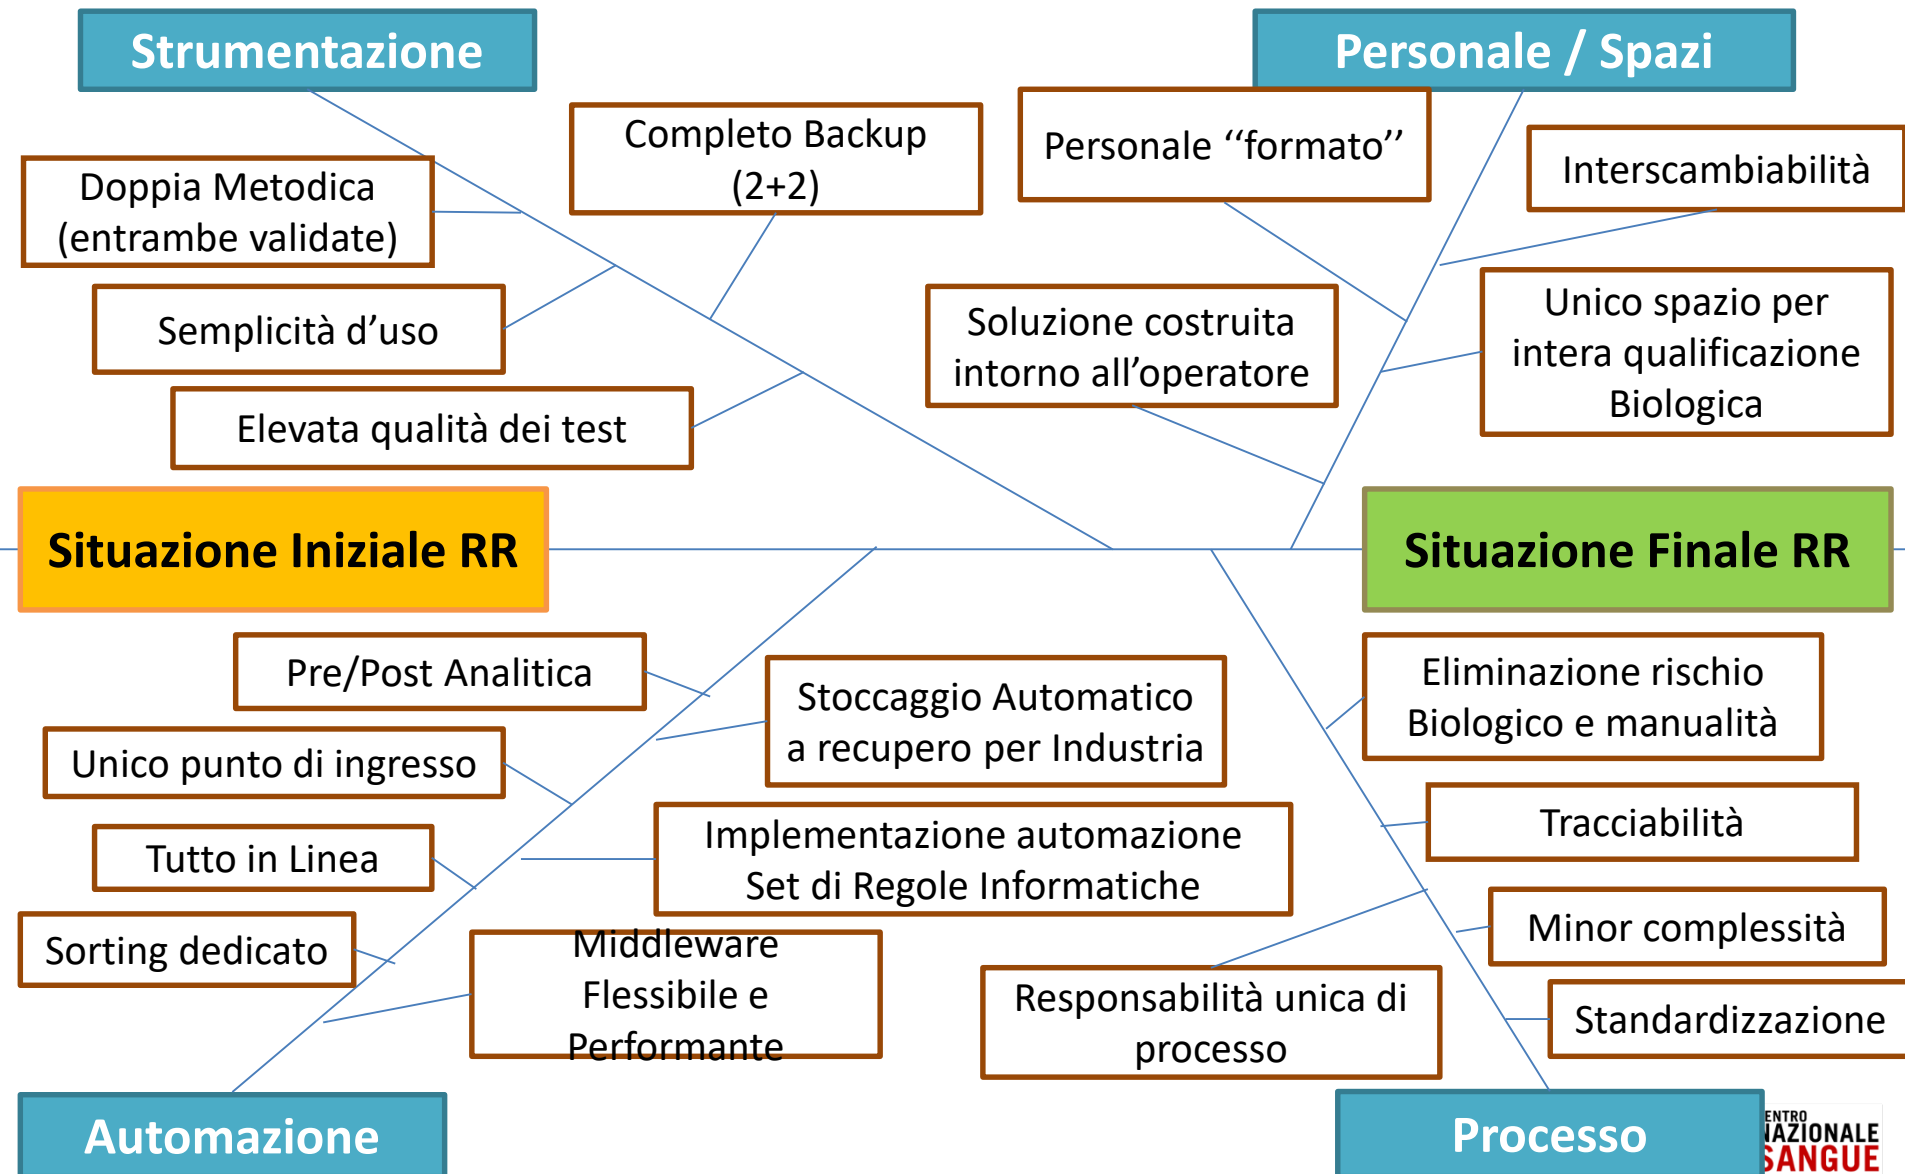 Strumentazione
Personale / Spazi
Completo Backup
(2+2)
Personale ‘‘formato’’
Interscambiabilità
Doppia Metodica
(entrambe validate)
Semplicità d’uso
Soluzione costruita
intorno all’operatore
Unico spazio per
intera qualificazione
Biologica
Elevata qualità dei test
Situazione Iniziale RR
Situazione Finale RR
Pre/Post Analitica
Stoccaggio Automatico
a recupero per Industria
Eliminazione rischio
Biologico e manualità
Unico punto di ingresso
Implementazione automazione
Set di Regole Informatiche
Tracciabilità
Tutto in Linea
Sorting dedicato
Middleware
Flessibile e
Performante
Minor complessità
Responsabilità unica di
processo
Standardizzazione
Automazione
Processo
ENTRO
NAZIONALE
SANGUE